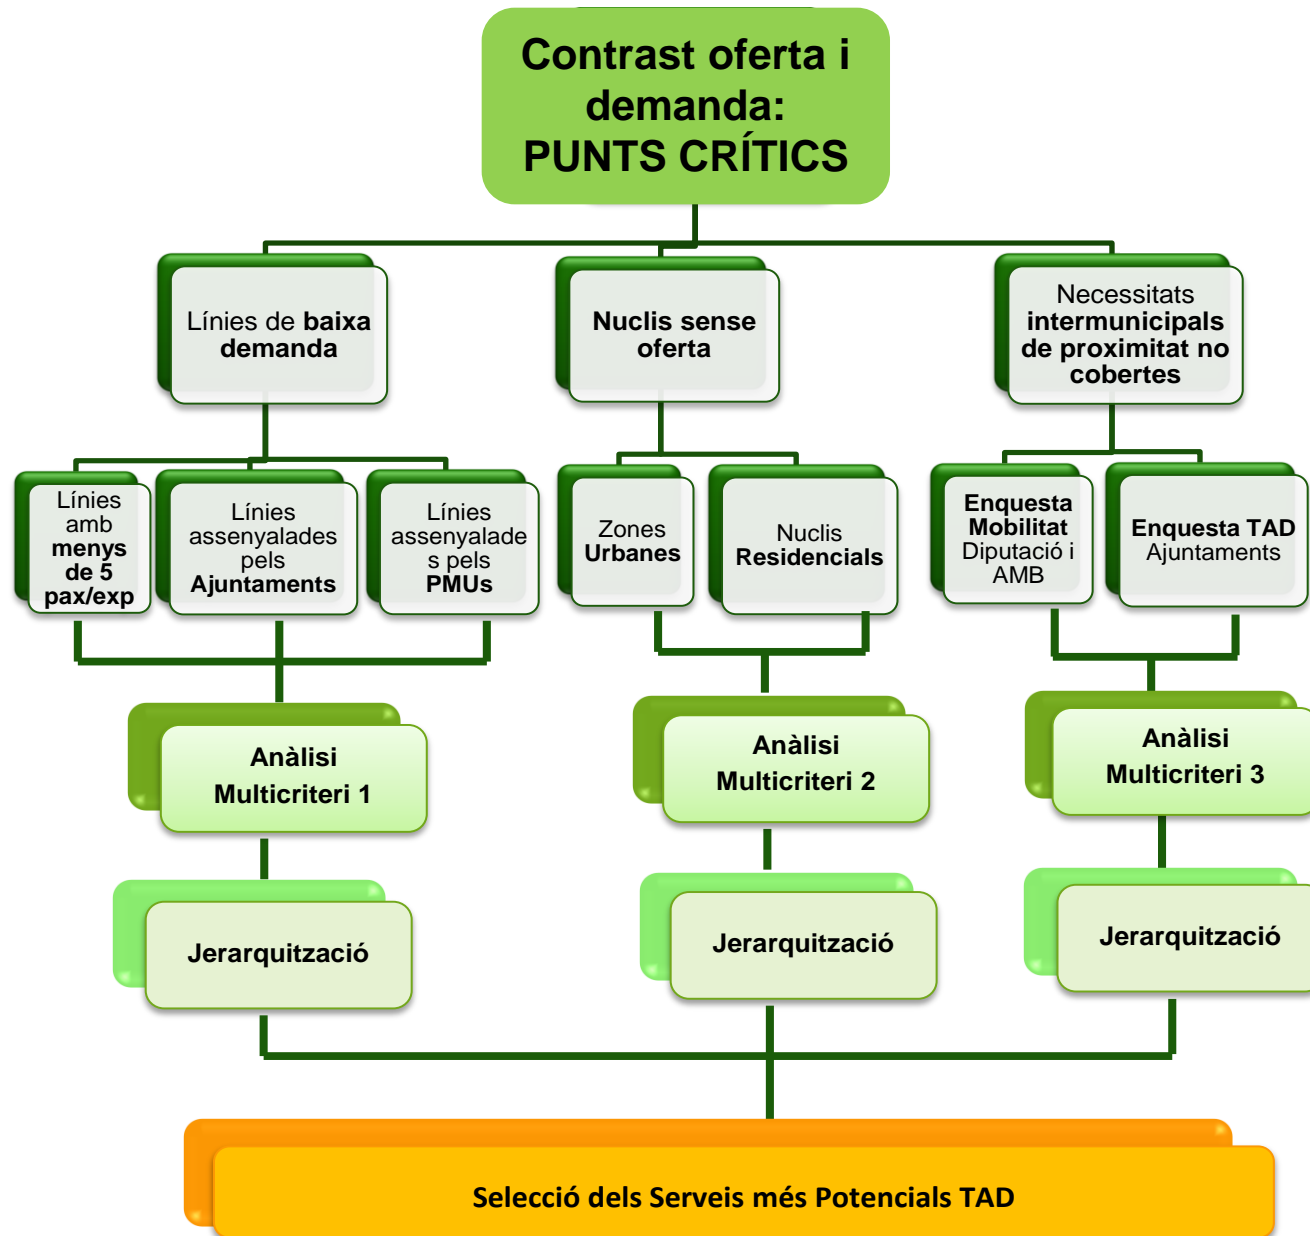 Contrast oferta i
demanda:
PUNTS CRÍTICS
Línies de baixa
demanda
Nuclis sense
oferta
Necessitats
intermunicipals
de proximitat no
cobertes
Línies
amb
menys
de 5
pax/exp
Línies
assenyalades
pels
Ajuntaments
Línies
assenyalade
s pels
PMUs
Zones
Urbanes
Nuclis
Residencials
Enquesta
Mobilitat
Diputació i
AMB
Enquesta TAD
Ajuntaments
Anàlisi
Multicriteri 1
Anàlisi
Multicriteri 2
Anàlisi
Multicriteri 3
Jerarquització
Jerarquització
Jerarquització
Selecció dels Serveis més Potencials TAD